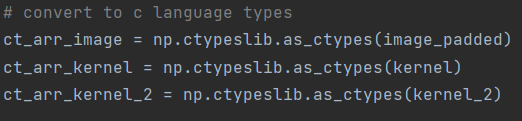 # convert to c language types
ct_arr_image = np.ctypeslib.as_ctypes(image_padded)
ct_arr_kernel = np.ctypeslib.as_ctypes(kernel)
ct_arr_kernel_2 = np.ctypeslib.as_ctypes(kernel_2)